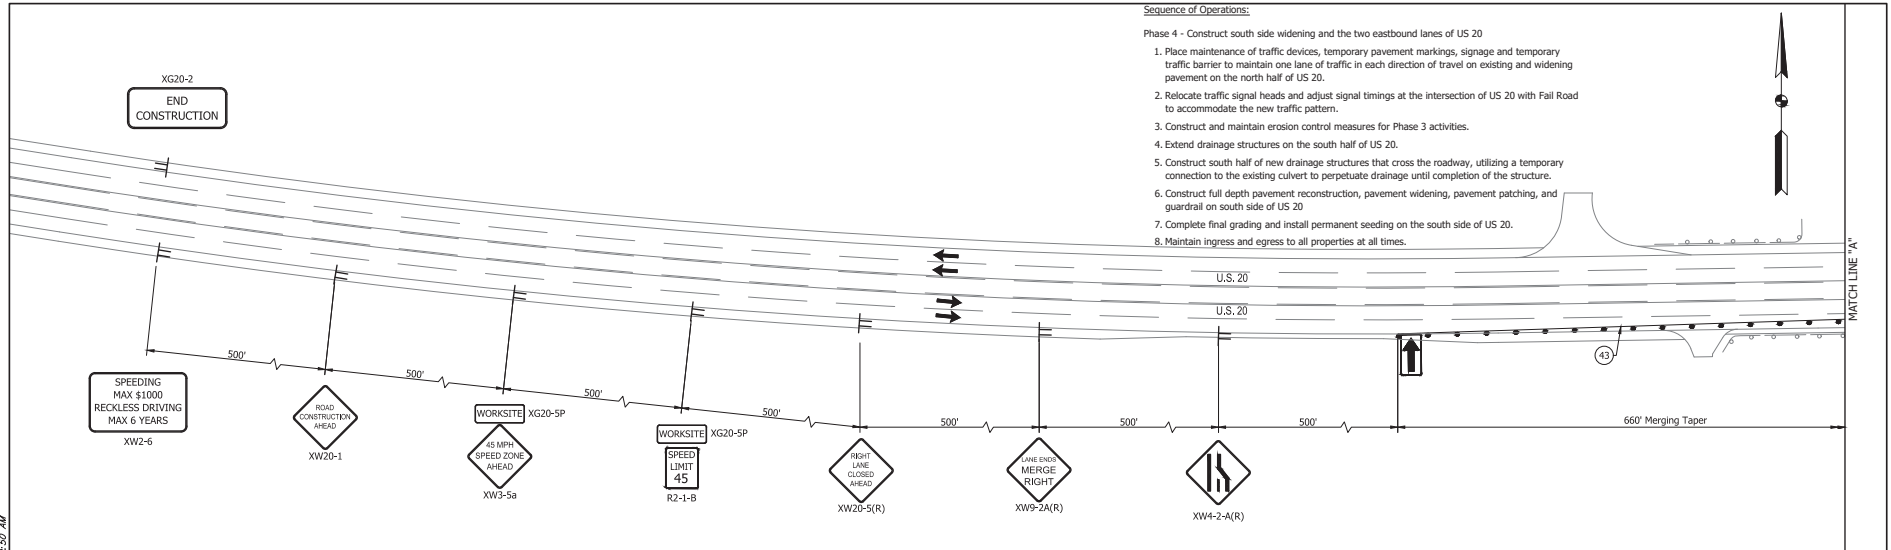 Sequence of Operations:
Phase 4 - Construct south side widening and the two eastbound lanes of US 20
1. Place maintenance of traffic devices, temporary pavement markings, signage and temporary
traffic barrier to maintain one lane of traffic in each direction of travel on existing and widening
pavement on the north half of US 20.
2. Relocate traffic signal heads and adjust signal timings at the intersection of US 20 with Fail Road
to accommodate the new traffic pattern.
3. Construct and maintain erosion control measures for Phase 3 activities.
4. Extend drainage structures on the south half of US 20.
5. Construct south half of new drainage structures that cross the roadway, utilizing a temporary
connection to the existing culvert to perpetuate drainage until completion of the structure.
6. Construct full depth pavement reconstruction, pavement widening, pavement patching, and
guardrail on south side of US 20
7. Complete final grading and install permanent seeding on the south side of US 20.
8. Maintain ingress and egress to all properties at all times.
XG20-2
END
CONSTRUCTION
U.S. 20
U.S. 20
MATCH LINE "A"
43
500'
500'
500'
500'
500'
500'
500'
660' Merging Taper
SPEEDING
MAX $1000
RECKLESS DRIVING
MAX 6 YEARS
XW2-6
ROAD
CONSTRUCTION
AHEAD
XW20-1
WORKSITE XG20-5P
45 MPH
SPEED ZONE
AHEAD
XW3-5a
WORKSITE XG20-5P
SPEED
LIMIT
45
R2-1-B
RIGHT
LANE
CLOSED
AHEAD
XW20-5(R)
LANE ENDS
MERGE
RIGHT
XW9-2A(R)
XW4-2-A(R)